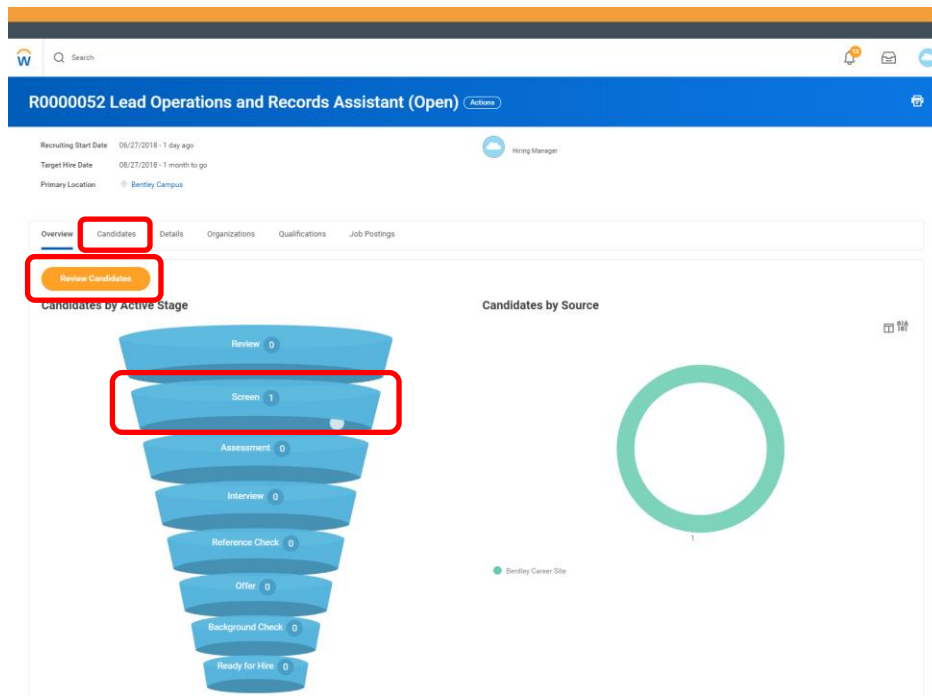 W
Search
13
R0000052 Lead Operations and Records Assistant (Open) Actions
Recruiting Start Date 06/27/2018 - 1 day ago
Hiring Manager
Target Hire Date 08/27/2018 - 1 month to go
Primary Location Bentley Campus
Overview Candidates Details Organizations Qualifications Job Postings
Review Candidates
Candidates by Active Stage
Candidates by Source
Review 0
Screen 1
Assessment 0
Interview 0
Reference Check 0
1
Offer 0
Bentley Career Site
Background Check 0
Ready for Hire 0